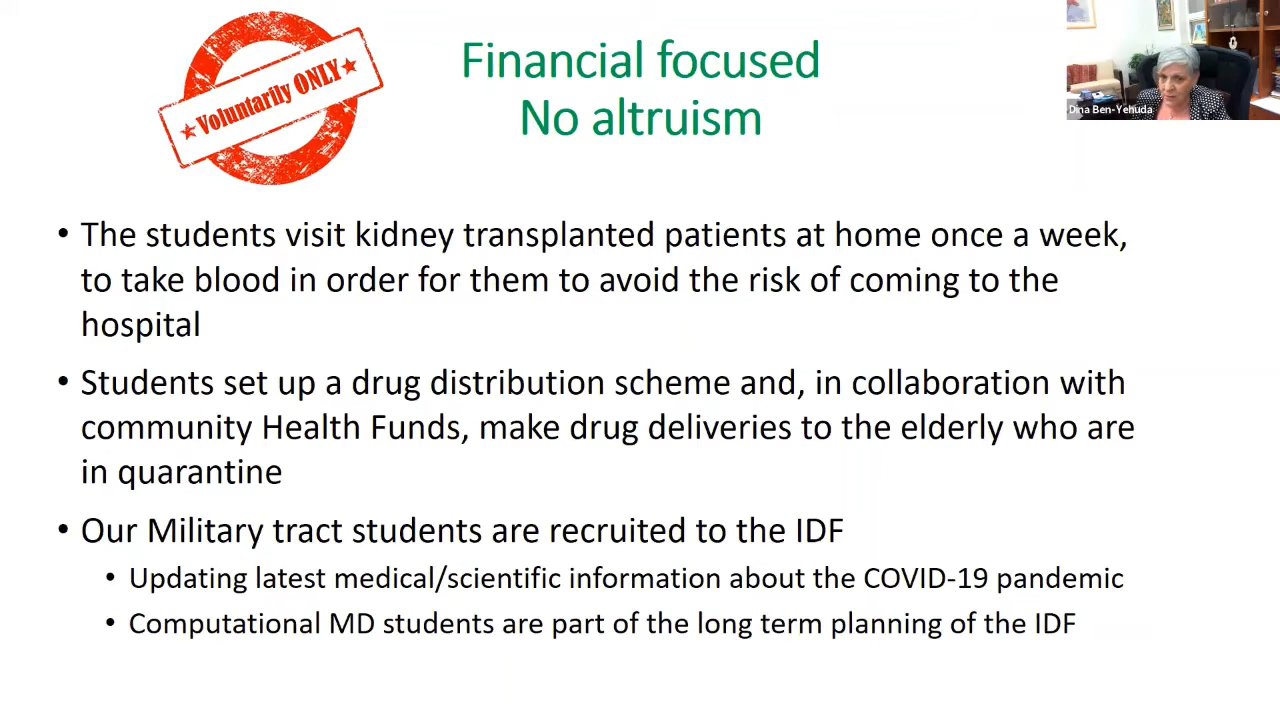 ★Voluntarily ONLY★
Financial focused
No altruism
Dina Ben-Yehuda
• The students visit kidney transplanted patients at home once a week,
to take blood in order for them to avoid the risk of coming to the
hospital
• Students set up a drug distribution scheme and, in collaboration with
community Health Funds, make drug deliveries to the elderly who are
in quarantine
• Our Military tract students are recruited to the IDF
• Updating latest medical/scientific information about the COVID-19 pandemic
• Computational MD students are part of the long term planning of the IDF